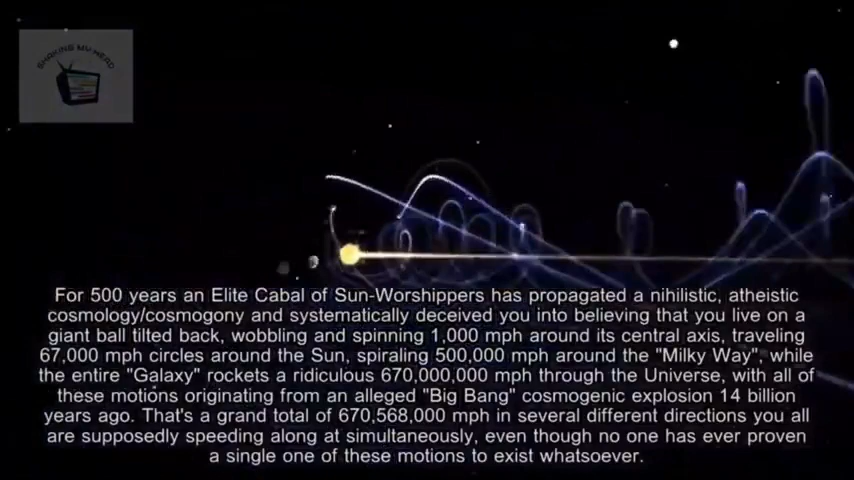 SHAKING MY HEAD
For 500 years an Elite Cabal of Sun-Worshippers has propagated a nihilistic, atheistic
cosmology/cosmogony and systematically deceived you into believing that you live on a
giant ball tilted back, wobbling and spinning 1,000 mph around its central axis, traveling
67,000 mph circles around the Sun, spiraling 500,000 mph around the "Milky Way", while
the entire "Galaxy" rockets a ridiculous 670,000,000 mph through the Universe, with all of
these motions originating from an alleged "Big Bang" cosmogenic explosion 14 billion
years ago. That's a grand total of 670,568,000 mph in several different directions you all
are supposedly speeding along at simultaneously, even though no one has ever proven
a single one of these motions to exist whatsoever.